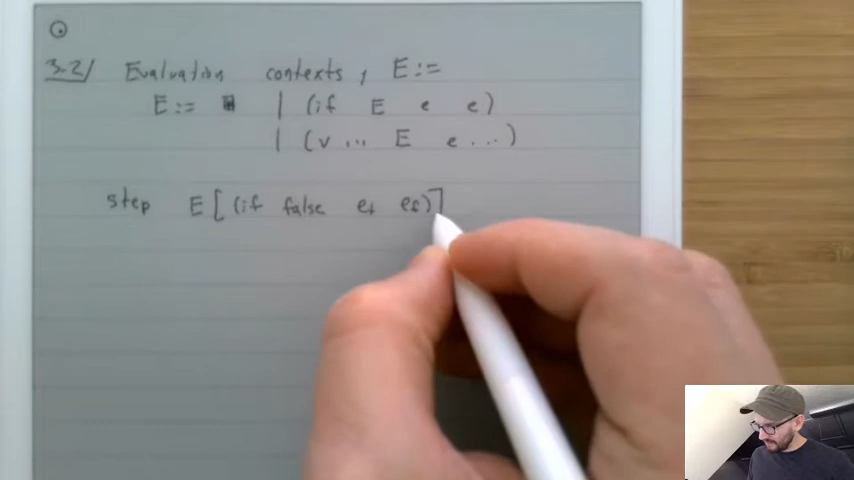 3.2/ Evaluation contexts, E:=
E:= ▪ | (if E e e)
| (v ... E e ...)
step E[(if false et ef)]